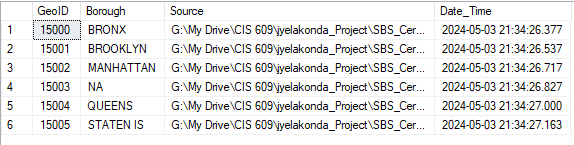 GeoID Borough Source Date_Time
1 15000 BRONX G:\My Drive\CIS 609\jyelakonda_Project\SBS_Cer... 2024-05-03 21:34:26.377
2 15001 BROOKLYN G:\My Drive\CIS 609\jyelakonda_Project\SBS_Cer... 2024-05-03 21:34:26.537
3 15002 MANHATTAN G:\My Drive\CIS 609\jyelakonda_Project\SBS_Cer... 2024-05-03 21:34:26.717
4 15003 NA G:\My Drive\CIS 609\jyelakonda_Project\SBS_Cer... 2024-05-03 21:34:26.827
5 15004 QUEENS G:\My Drive\CIS 609\jyelakonda_Project\SBS_Cer... 2024-05-03 21:34:27.000
6 15005 STATEN IS G:\My Drive\CIS 609\jyelakonda_Project\SBS_Cer... 2024-05-03 21:34:27.163